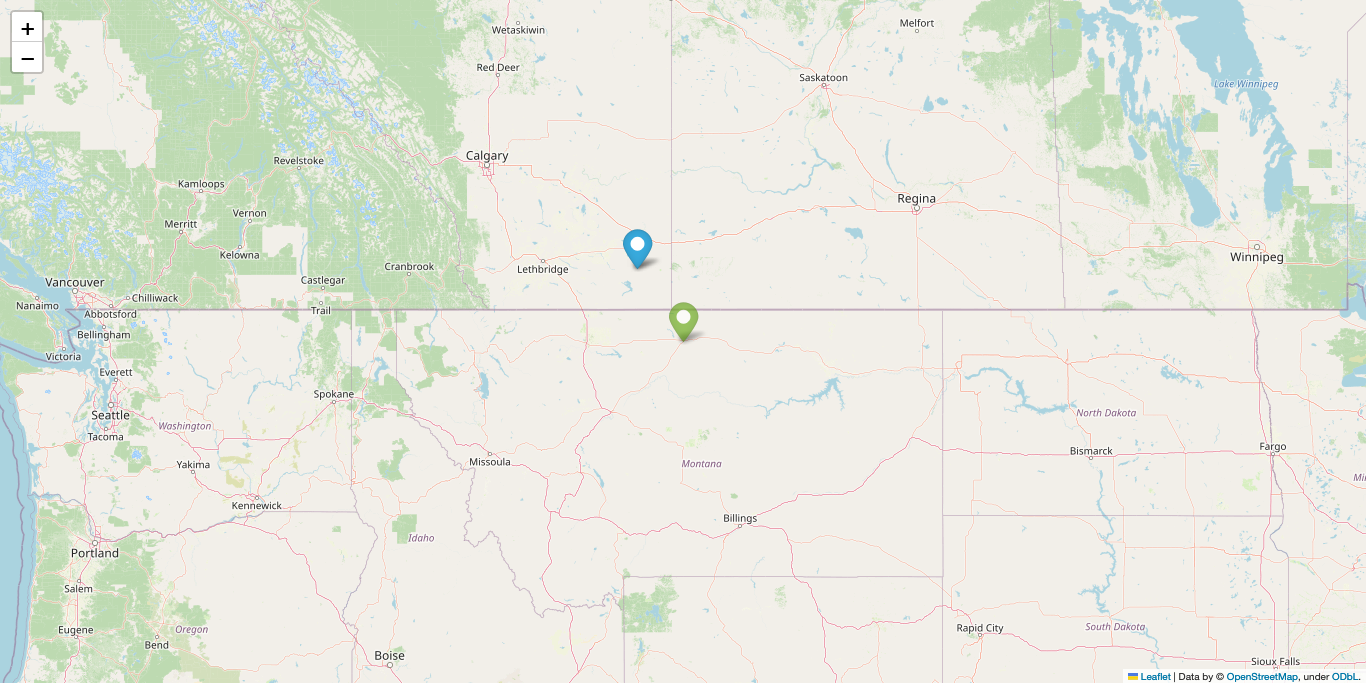 +
−
Wetaskiwin
Melfort
Red Deer
Saskatoon
Lake Winnipeg
Calgary
Revelstoke
Kamloops
Regina
Vernon
Merritt
Kelowna
Winnipeg
Cranbrook
Lethbridge
Castlegar
Vancouver
Chilliwack
Nanaimo
Trail
Abbotsford
Bellingham
Victoria
Everett
Spokane
Seattle
North Dakota
Washington
Tacoma
Fargo
Bismarck
Missoula
Montana
Yakima
Mi
Kennewick
Billings
Idaho
Portland
Salem
Eugene
Oregon
Rapid City
South Dakota
Bend
Boise
Sioux Falls
Leaflet | Data by © OpenStreetMap, under ODbL.